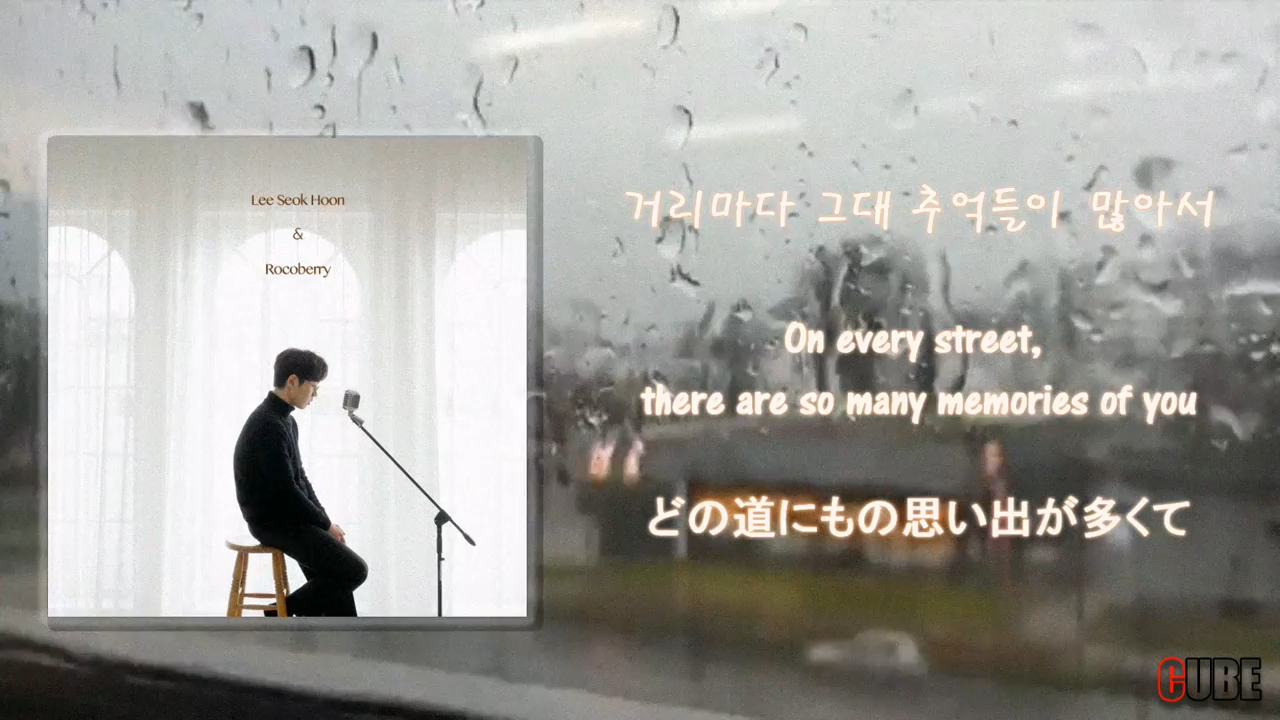 Lee Seok Hoon
&
Rocoberry
거리마다 그대 추억들이 많아서
On every street,
there are so many memories of you
どの道にもの思い出が多くて
CUBE